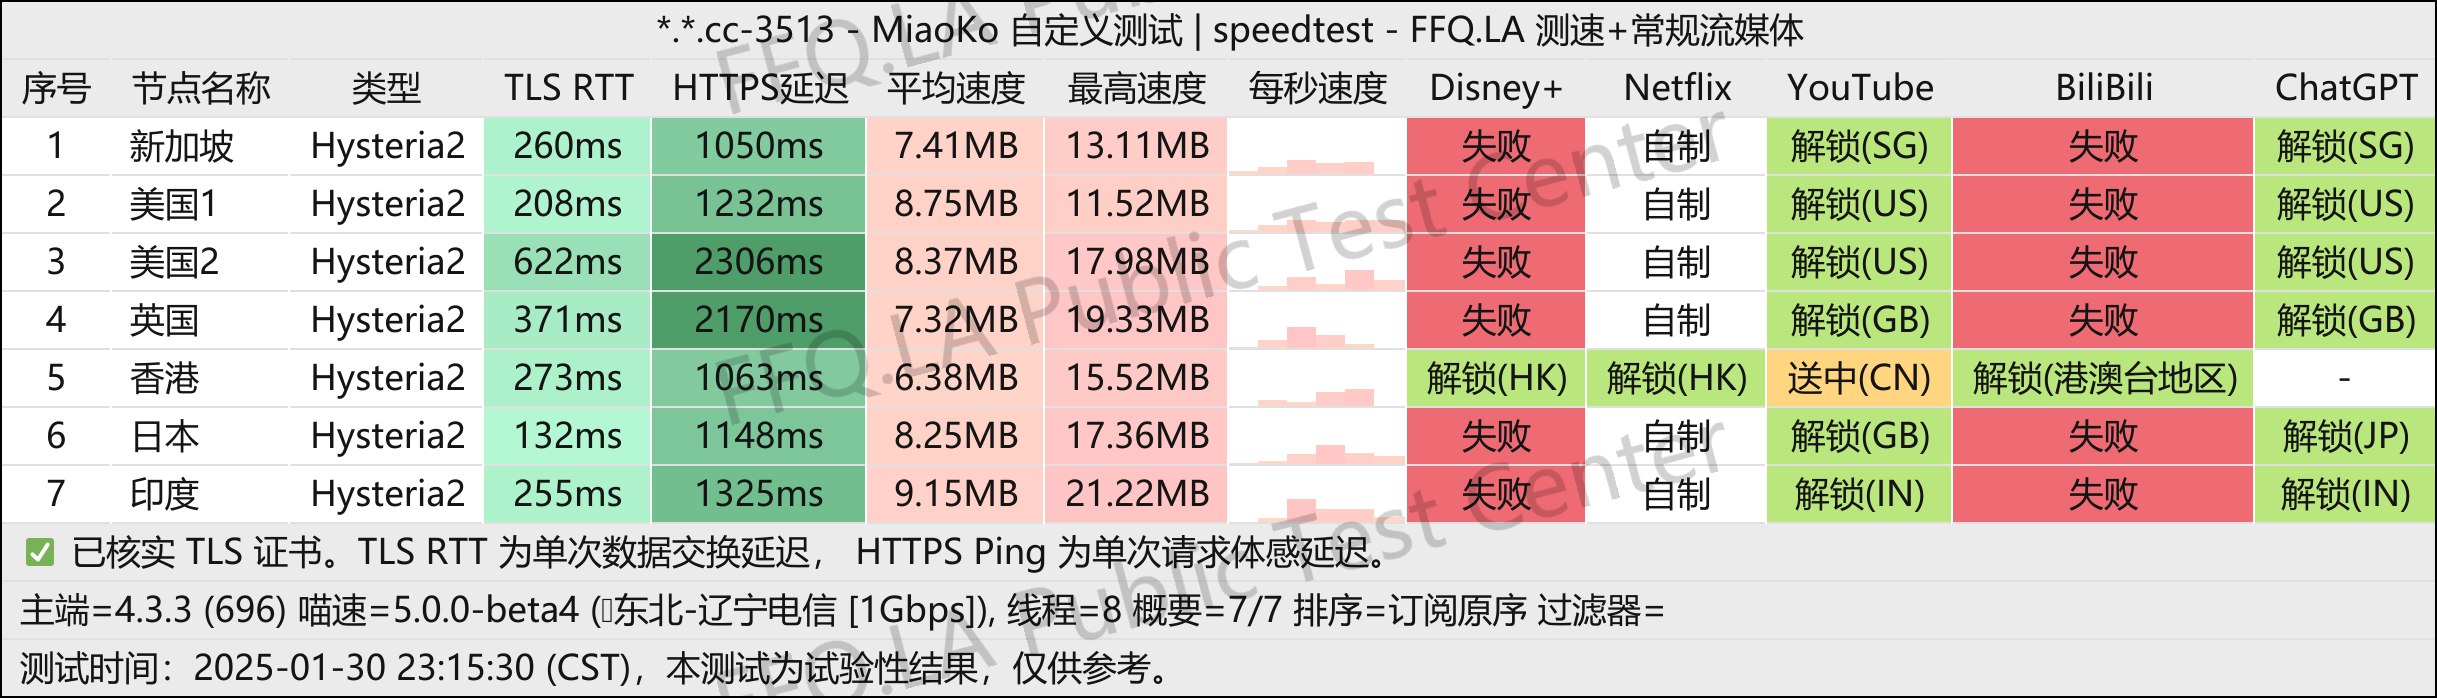 *.*.cc-3513 - MiaoKo 自定义测试 | speedtest - FFQ.LA 测速+常规流媒体
序号 节点名称 类型 TLS RTT HTTPS延迟 平均速度 最高速度 每秒速度 Disney+ Netflix YouTube BiliBili ChatGPT
1 新加坡 Hysteria2 260ms 1050ms 7.41MB 13.11MB 失败 自制 解锁(SG) 失败 解锁(SG)
2 美国1 Hysteria2 208ms 1232ms 8.75MB 11.52MB 失败 自制 解锁(US) 失败 解锁(US)
3 美国2 Hysteria2 622ms 2306ms 8.37MB 17.98MB 失败 自制 解锁(US) 失败 解锁(US)
4 英国 Hysteria2 371ms 2170ms 7.32MB 19.33MB 失败 自制 解锁(GB) 失败 解锁(GB)
5 香港 Hysteria2 273ms 1063ms 6.38MB 15.52MB 解锁(HK) 解锁(HK) 送中(CN) 解锁(港澳台地区) -
6 日本 Hysteria2 132ms 1148ms 8.25MB 17.36MB 失败 自制 解锁(GB) 失败 解锁(JP)
7 印度 Hysteria2 255ms 1325ms 9.15MB 21.22MB 失败 自制 解锁(IN) 失败 解锁(IN)
✅ 已核实 TLS 证书。TLS RTT 为单次数据交换延迟， HTTPS Ping 为单次请求体感延迟。
主端=4.3.3 (696) 喵速=5.0.0-beta4 (东北-辽宁电信 [1Gbps]), 线程=8 概要=7/7 排序=订阅原序 过滤器=
测试时间：2025-01-30 23:15:30 (CST)，本测试为试验性结果，仅供参考。
FFQ.LA Public Test Center
FFQ.LA Public Test Center